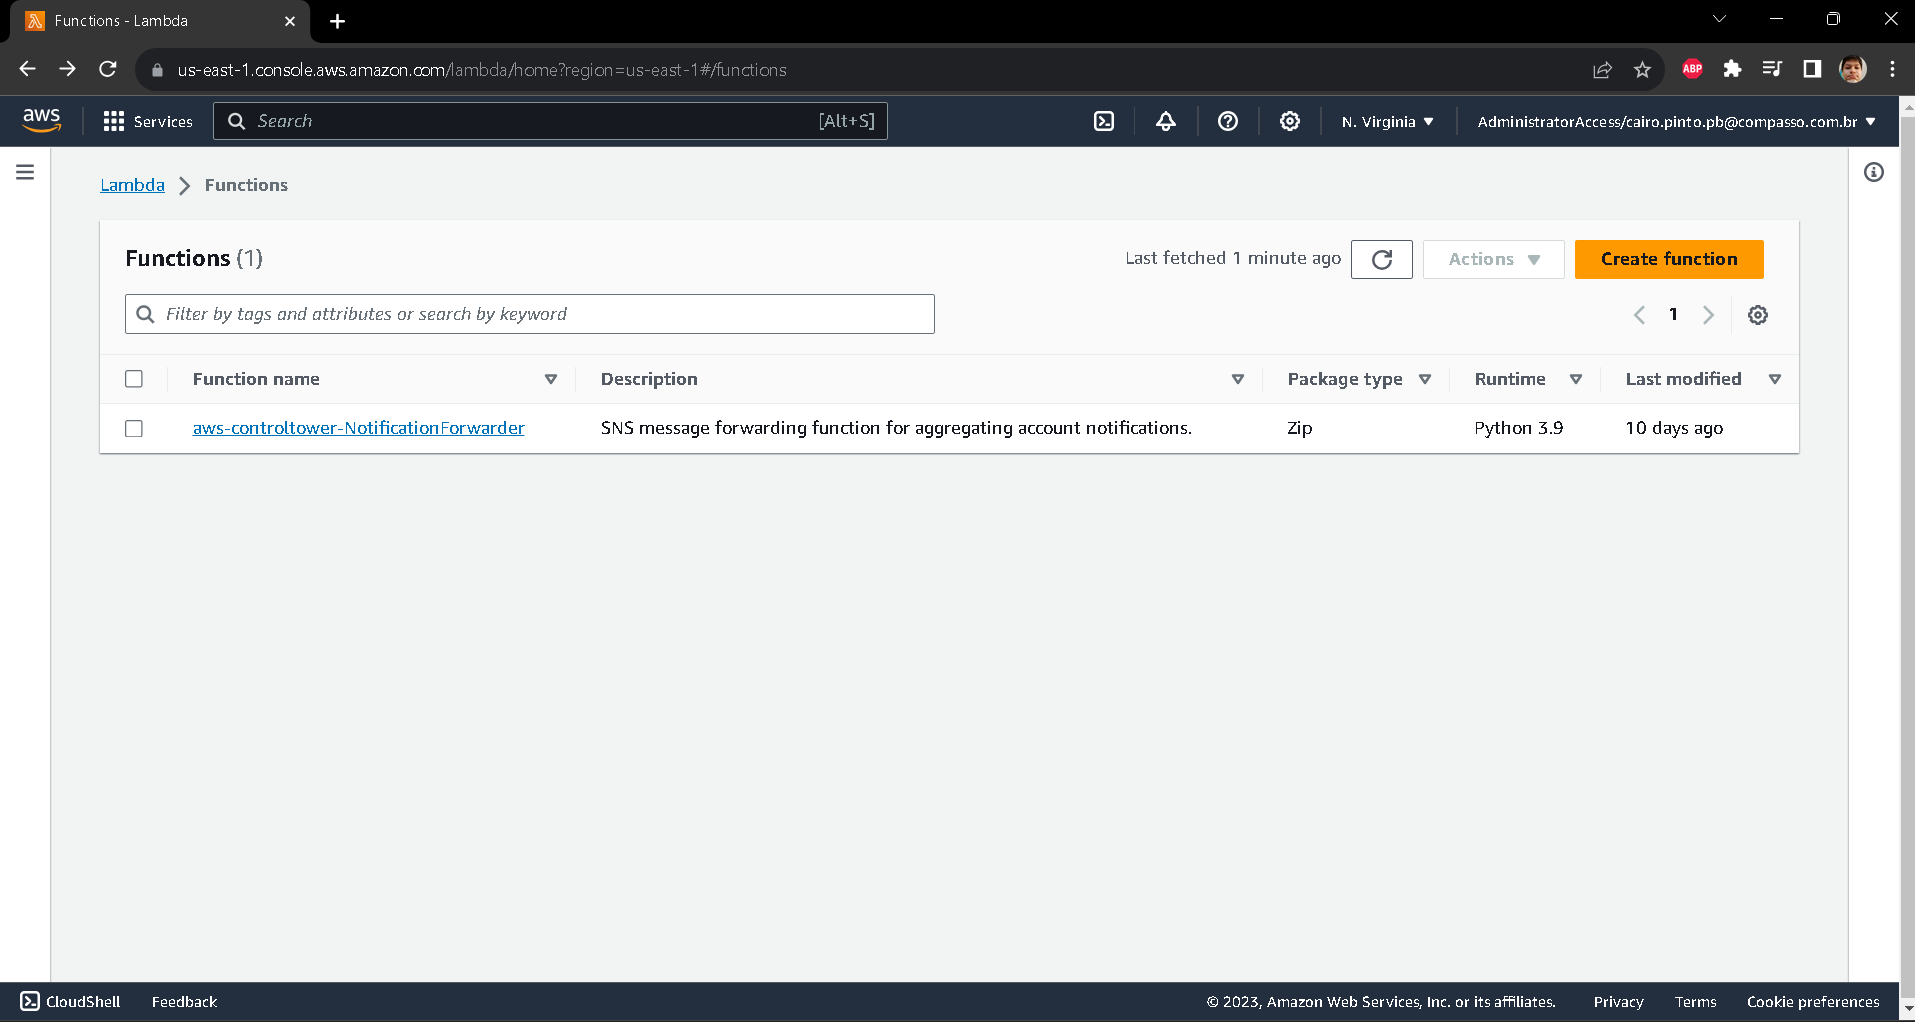 Functions - Lambda
us-east-1.console.aws.amazon.com/lambda/home?region=us-east-1#/functions
ABP
aws
Services
Search
[Alt+S]
N. Virginia
AdministratorAccess/cairo.pinto.pb@compasso.com.br
Lambda
Functions
Functions (1)
Last fetched 1 minute ago
Actions
Create function
Filter by tags and attributes or search by keyword
1
Function name Description Package type Runtime Last modified
aws-controltower-NotificationForwarder SNS message forwarding function for aggregating account notifications. Zip Python 3.9 10 days ago
CloudShell Feedback © 2023, Amazon Web Services, Inc. or its affiliates. Privacy Terms Cookie preferences